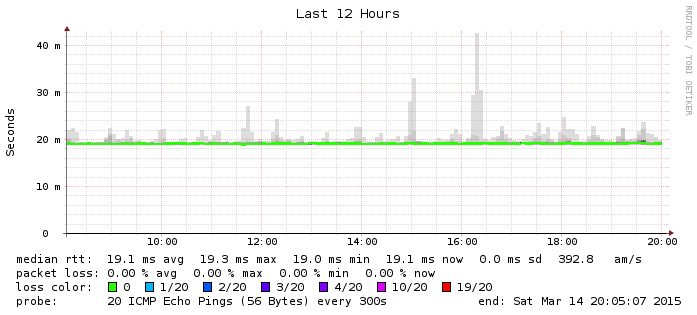 Last 12 Hours
RRDTOOL / TOBI OETIKER
Seconds
40 m
30 m
20 m
10 m
0
10:00 12:00 14:00 16:00 18:00 20:00
median rtt: 19.1 ms avg 19.3 ms max 19.0 ms min 19.1 ms now 0.0 ms sd 392.8 am/s
packet loss: 0.00 % avg 0.00 % max 0.00 % min 0.00 % now
loss color: 0 1/20 2/20 3/20 4/20 10/20 19/20
probe: 20 ICMP Echo Pings (56 Bytes) every 300s end: Sat Mar 14 20:05:07 2015